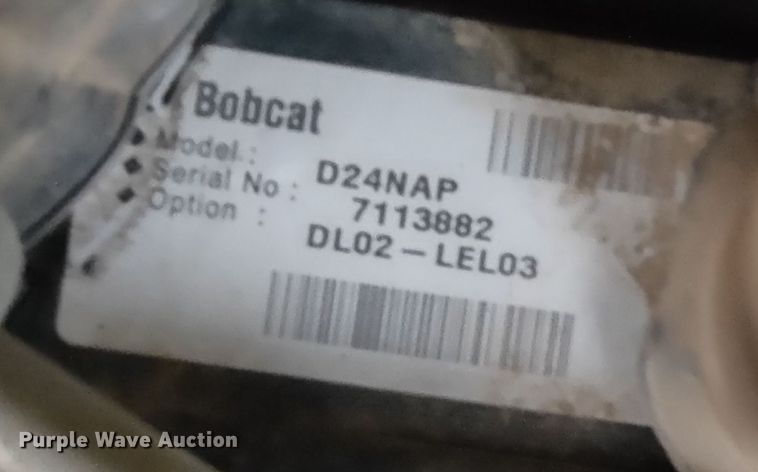 Bobcat
Model : D24NAP
Serial No : 7113882
Option : DL02-LEL03
Purple Wave Auction